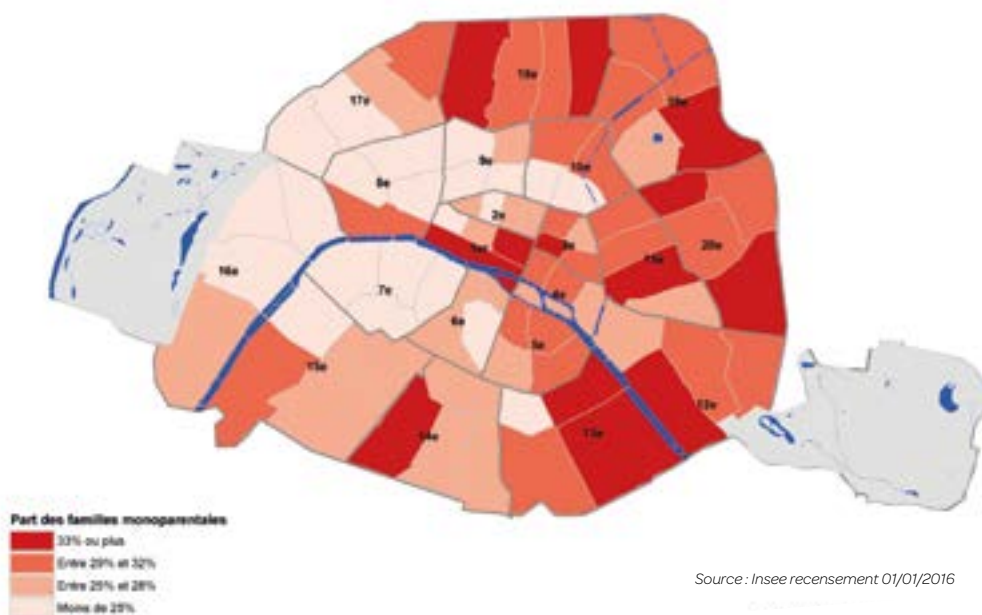 18e
17e
19e
9e
10e
8e
2e
1er
3e
20e
11e
16e
7e
4e
6e
5e
15e
12e
14e
13e
Part des familles monoparentales
33% ou plus
Entre 29% et 32%
Entre 25% et 28%
Moins de 25%
Source : Insee recensement 01/01/2016